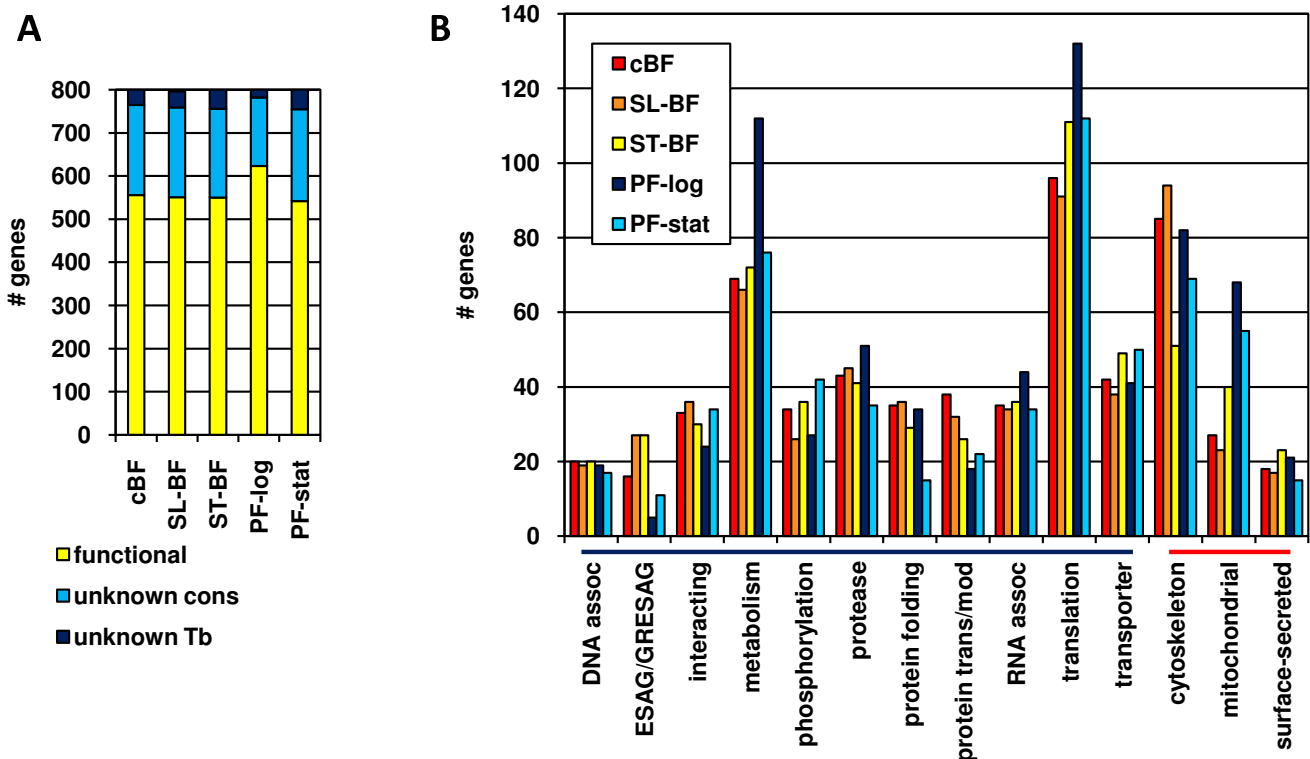 A
# genes
800
700
600
500
400
300
200
100
0
cBF
SL-BF
ST-BF
PF-log
PF-stat
functional
unknown cons
unknown Tb
B
# genes
140
120
100
80
60
40
20
0
cBF
SL-BF
ST-BF
PF-log
PF-stat
DNA assoc
ESAG/GRESAG
interacting
metabolism
phosphorylation
protease
protein folding
protein trans/mod
RNA assoc
translation
transporter
cytoskeleton
mitochondrial
surface-secreted